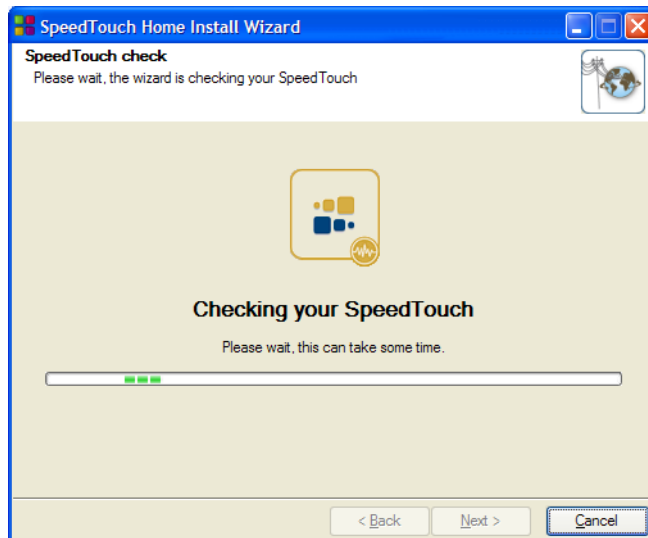 SpeedTouch Home Install Wizard
SpeedTouch check
Please wait, the wizard is checking your SpeedTouch
Checking your SpeedTouch
Please wait, this can take some time.
< Back Next > Cancel